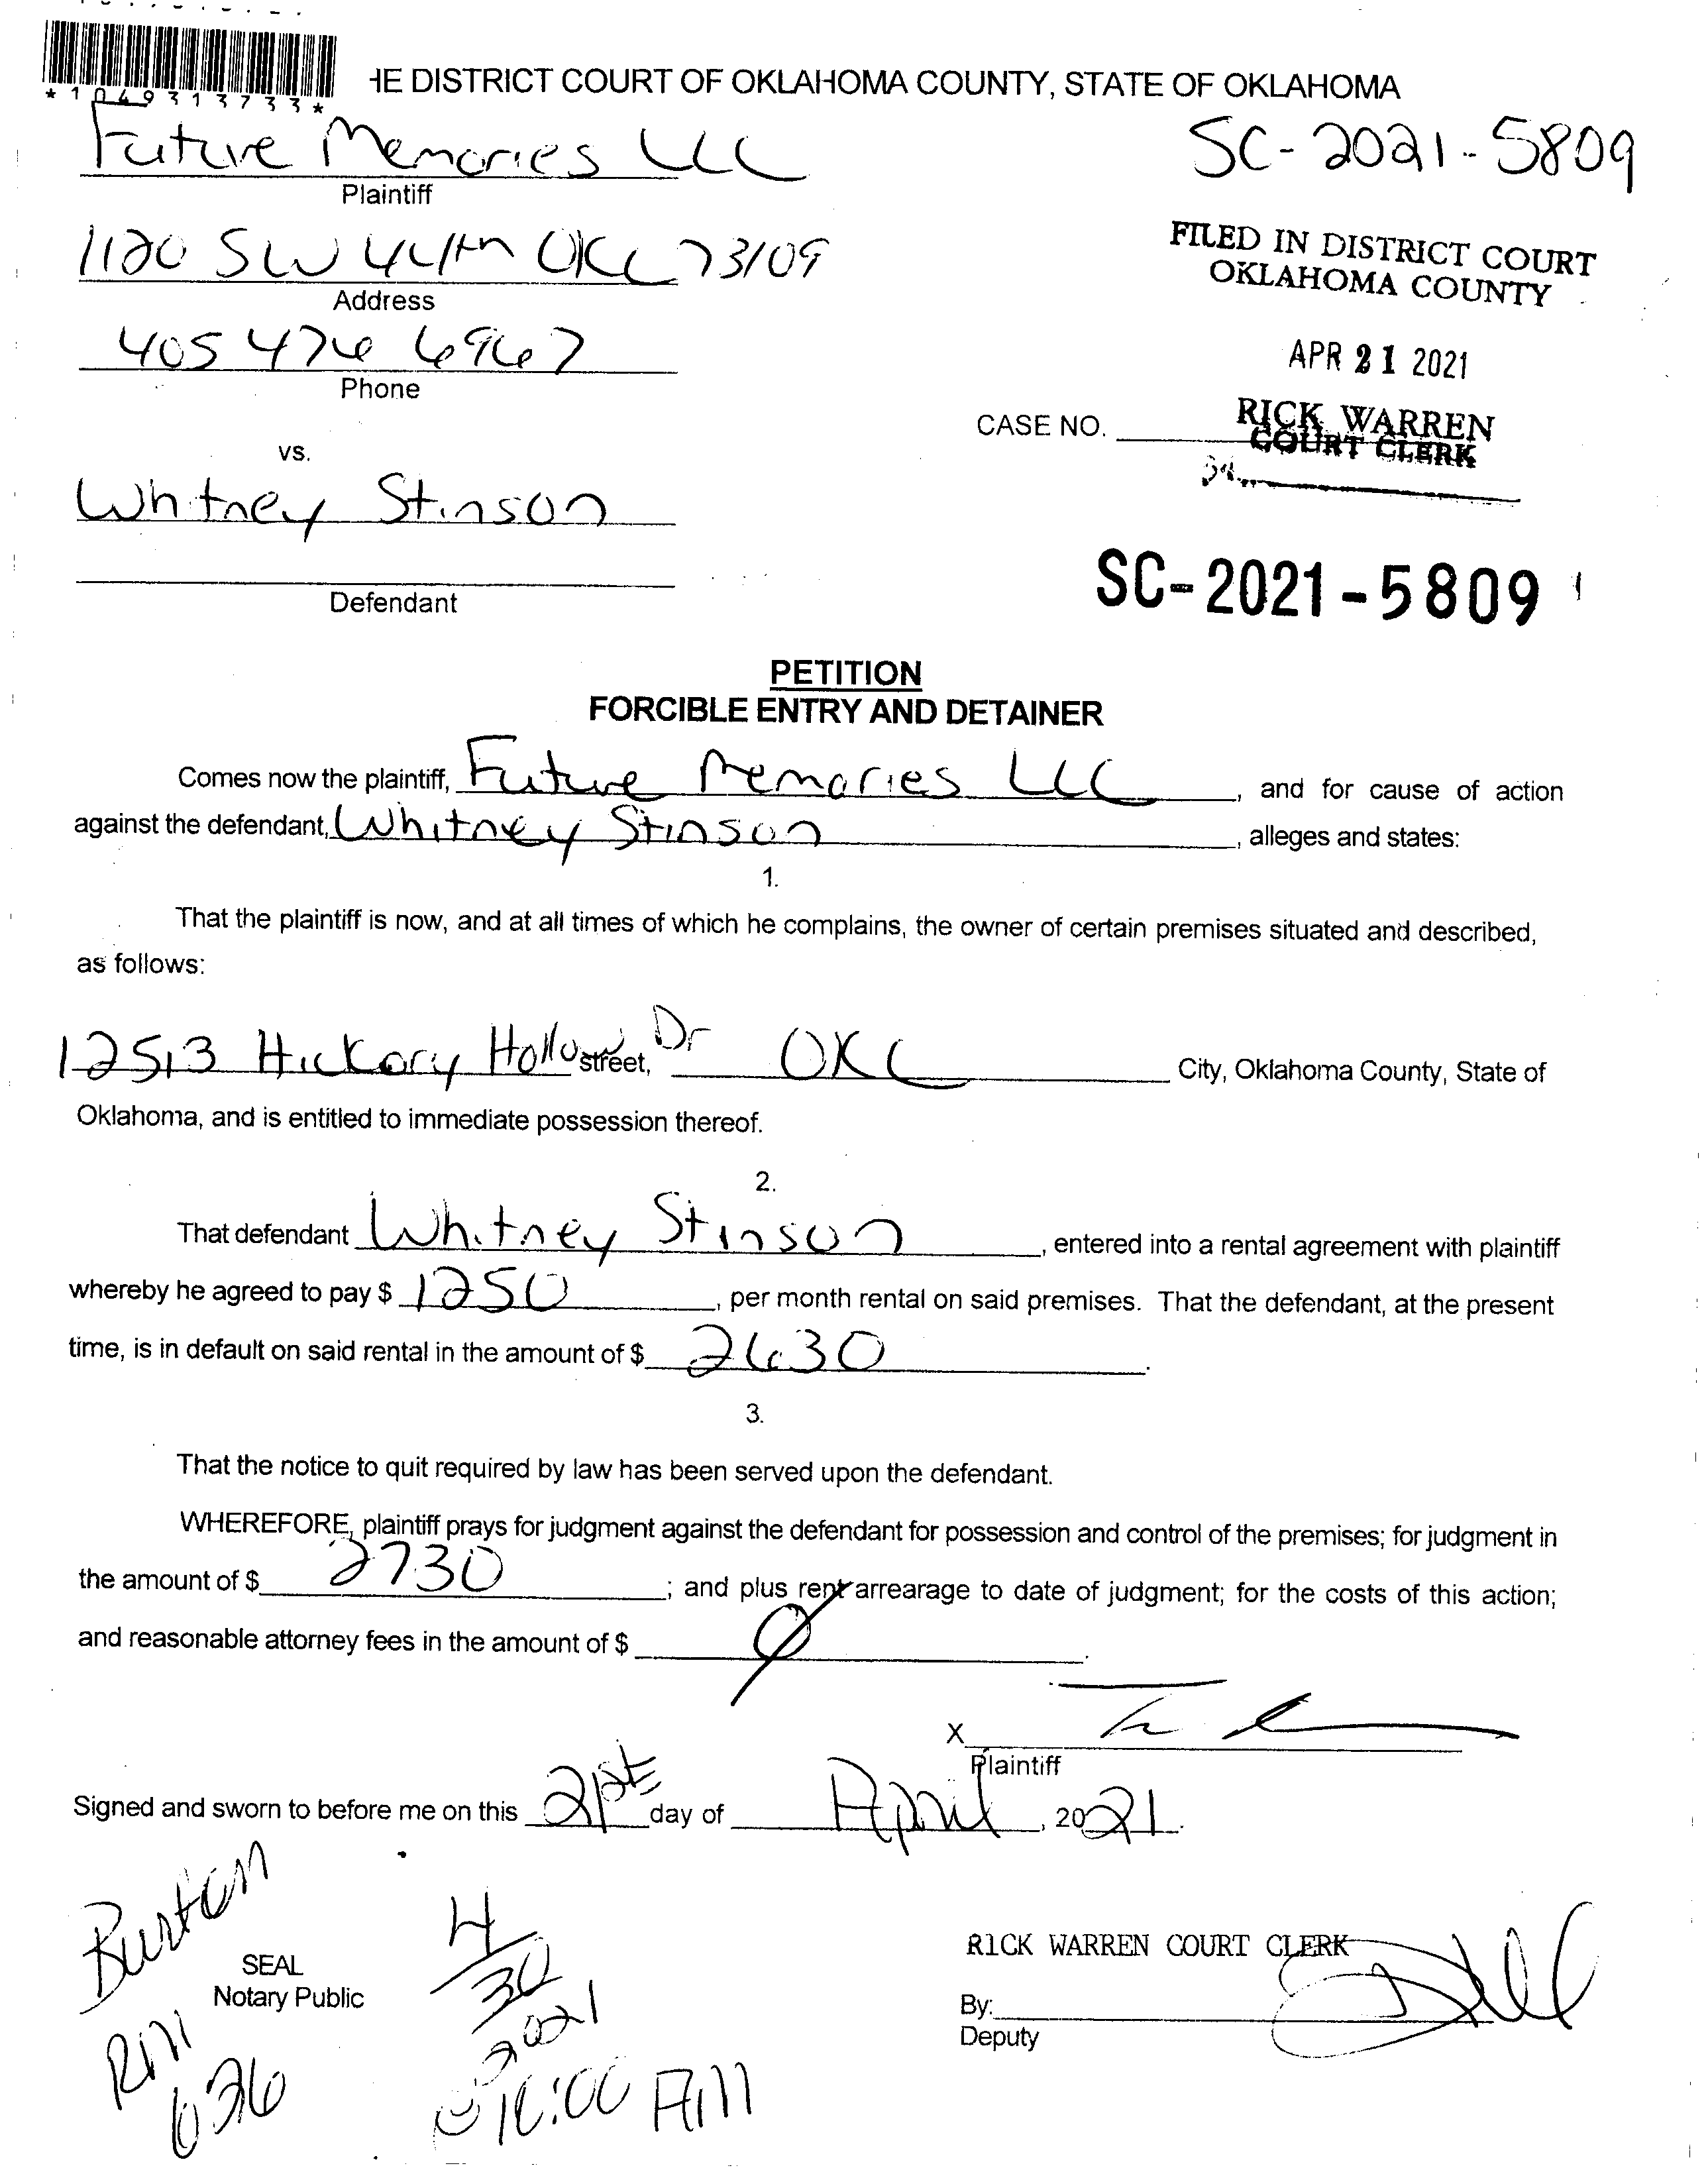 *1049313733*
HE DISTRICT COURT OF OKLAHOMA COUNTY, STATE OF OKLAHOMA
Future Memories LLC
Plaintiff
SC-2021-5809
1120 SW 44th OKC 73109
Address
FILED IN DISTRICT COURT
OKLAHOMA COUNTY
405 476 6967
Phone
APR 21 2021
CASE NO.
RICK WARREN
COURT CLERK
vs.
34
Whitney Stinson
Defendant
SC-2021-5809
PETITION
FORCIBLE ENTRY AND DETAINER
Comes now the plaintiff, Future Memories LLC, and for cause of action
against the defendant, Whitney Stinson, alleges and states:
1.
That the plaintiff is now, and at all times of which he complains, the owner of certain premises situated and described,
as follows:
12513 Hickory Hollow street, Dr OKC City, Oklahoma County, State of
Oklahoma, and is entitled to immediate possession thereof.
2.
That defendant Whitney Stinson, entered into a rental agreement with plaintiff
whereby he agreed to pay $ 1250, per month rental on said premises. That the defendant, at the present
time, is in default on said rental in the amount of $ 2630.
3.
That the notice to quit required by law has been served upon the defendant.
WHEREFORE, plaintiff prays for judgment against the defendant for possession and control of the premises; for judgment in
the amount of $ 2730; and plus rent arrearage to date of judgment; for the costs of this action;
and reasonable attorney fees in the amount of $ 0.
X
Plaintiff
Signed and sworn to before me on this 21st day of April, 2021.
Burton
SEAL
Notary Public
RM
626
4/30
2021
@ 10:00 AM
RICK WARREN COURT CLERK
By:
Deputy